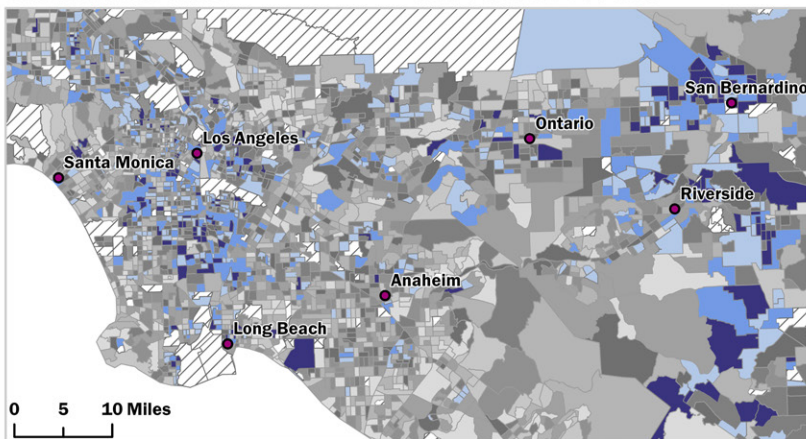 San Bernardino
Ontario
Los Angeles
Santa Monica
Riverside
Anaheim
Long Beach
0 5 10 Miles